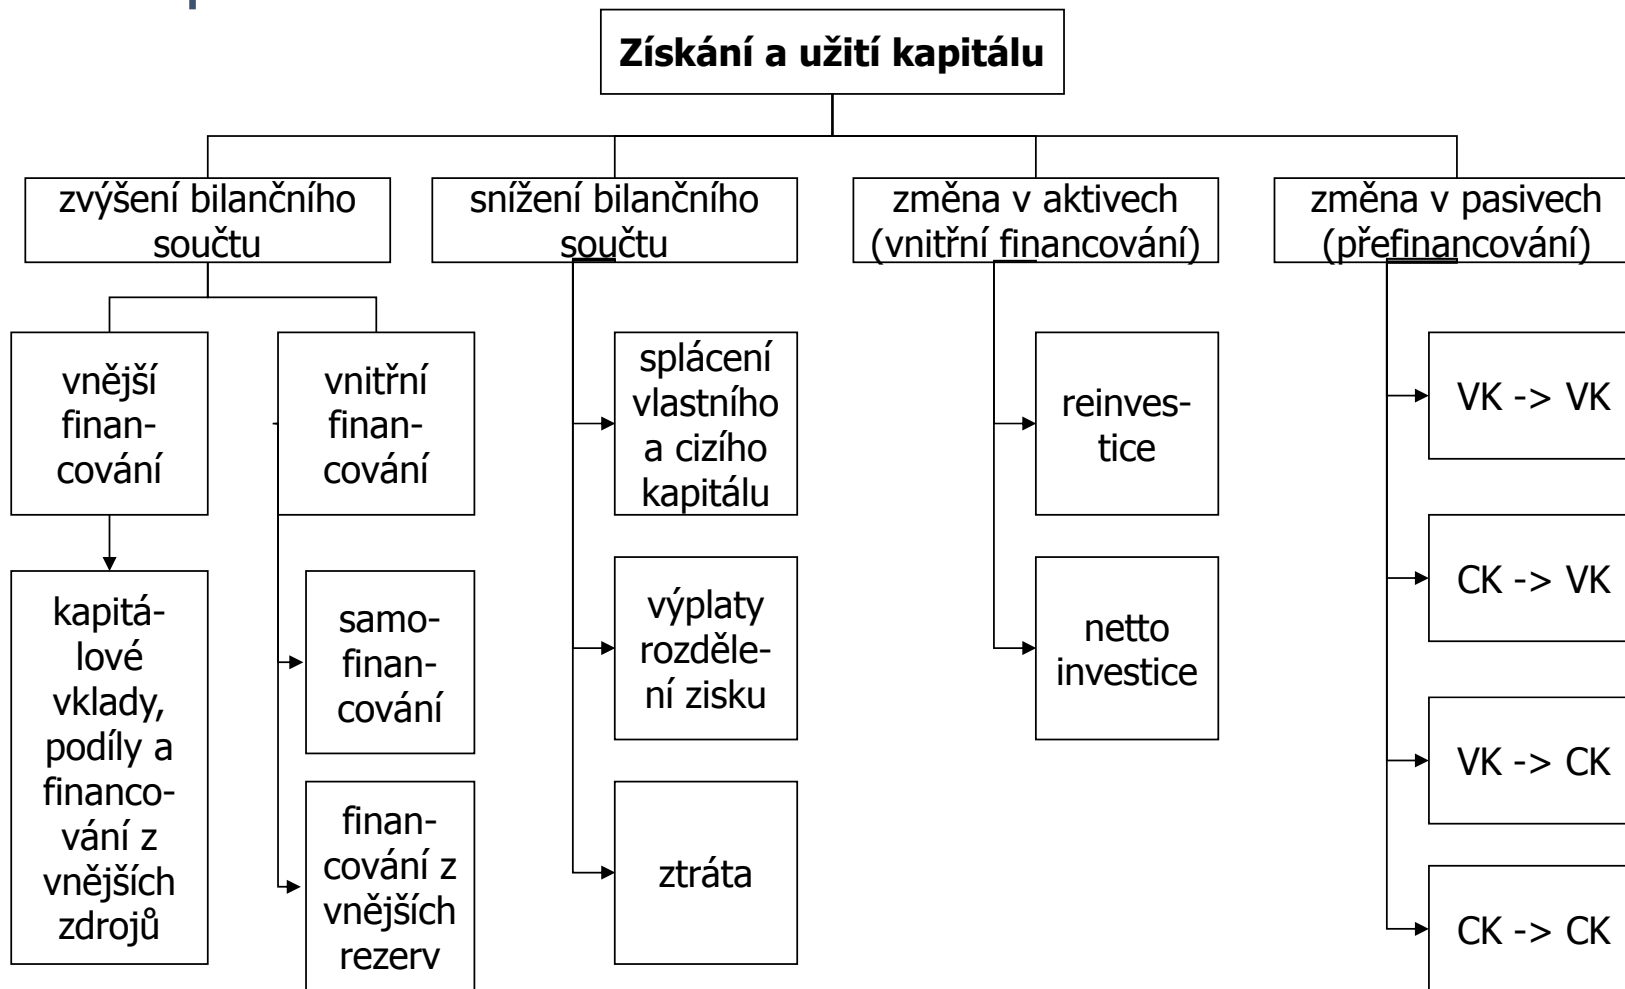 Získání a užití kapitálu
zvýšení bilančního
součtu
snížení bilančního
součtu
změna v aktivech
(vnitřní financování)
změna v pasivech
(přefinancování)
vnější
finan-
cování
vnitřní
finan-
cování
splácení
vlastního
a cizího
kapitálu
reinves-
tice
VK -> VK
kapitá-
lové
vklady,
podíly a
financo-
vání z
vnějších
zdrojů
samo-
finan-
cování
výplaty
rozděle-
ní zisku
netto
investice
CK -> VK
finan-
cování z
vnějších
rezerv
ztráta
VK -> CK
CK -> CK